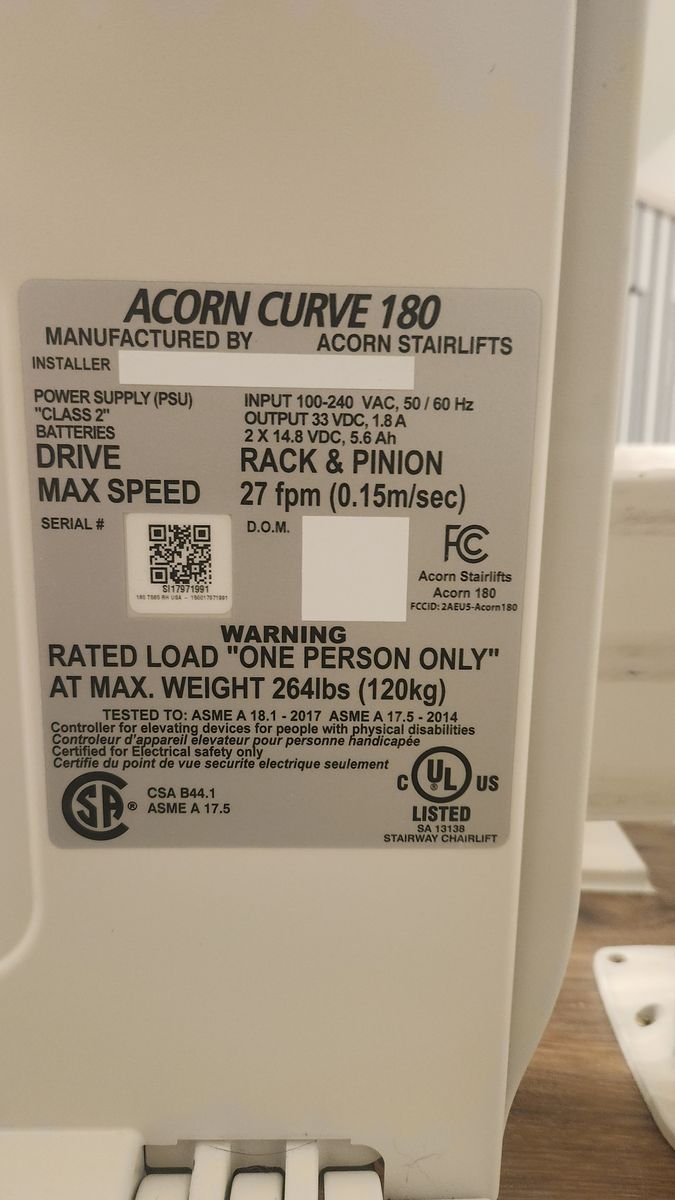 ACORN CURVE 180
MANUFACTURED BY ACORN STAIRLIFTS
INSTALLER
POWER SUPPLY (PSU) INPUT 100-240 VAC, 50 / 60 Hz
"CLASS 2" OUTPUT 33 VDC, 1.8 A
BATTERIES 2 X 14.8 VDC, 5.6 Ah
DRIVE RACK & PINION
MAX SPEED 27 fpm (0.15m/sec)
SERIAL # D.O.M.
SI17971991
FC
Acorn Stairlifts
Acorn 180
FCCID: 2AEU5-Acorn180
WARNING
RATED LOAD "ONE PERSON ONLY"
AT MAX. WEIGHT 264lbs (120kg)
TESTED TO: ASME A 18.1 - 2017 ASME A 17.5 - 2014
Controller for elevating devices for people with physical disabilities
Controleur d'appareil elevateur pour personne handicapée
Certified for Electrical safety only
Certifie du point de vue securite electrique seulement
SA ®
CSA B44.1
ASME A 17.5
C UL ® US
LISTED
SA 13138
STAIRWAY CHAIRLIFT